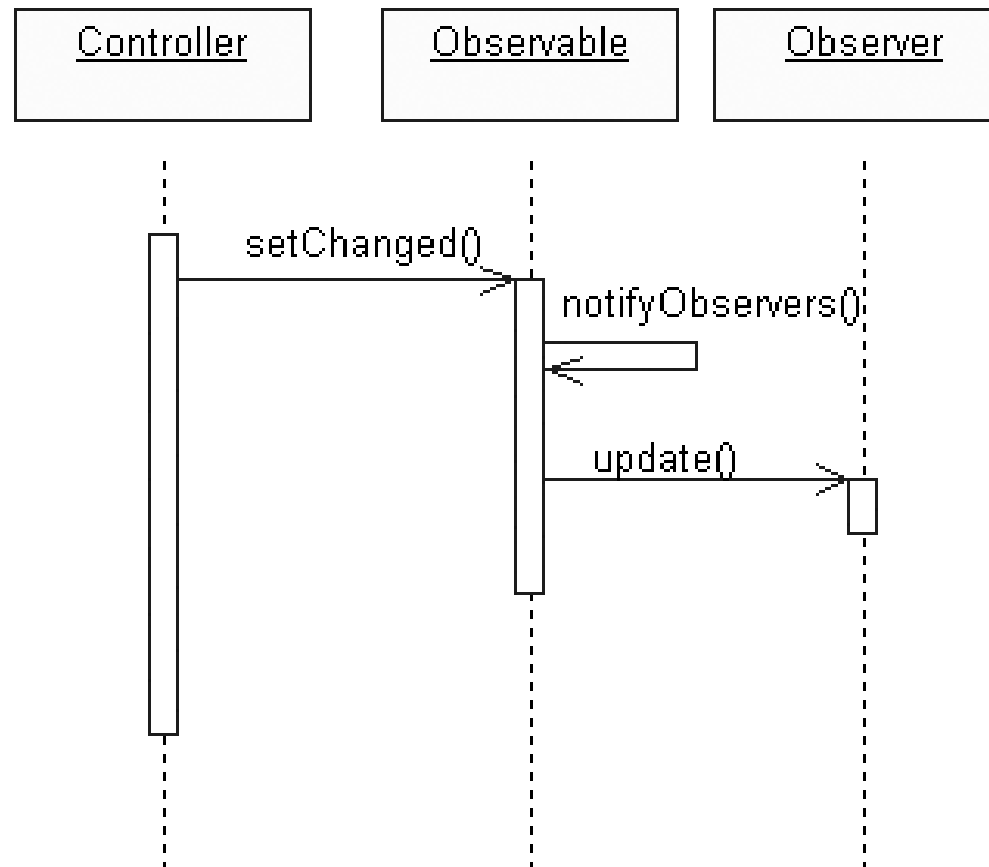 Controller
Observable
Observer
setChanged()
notifyObservers()
update()